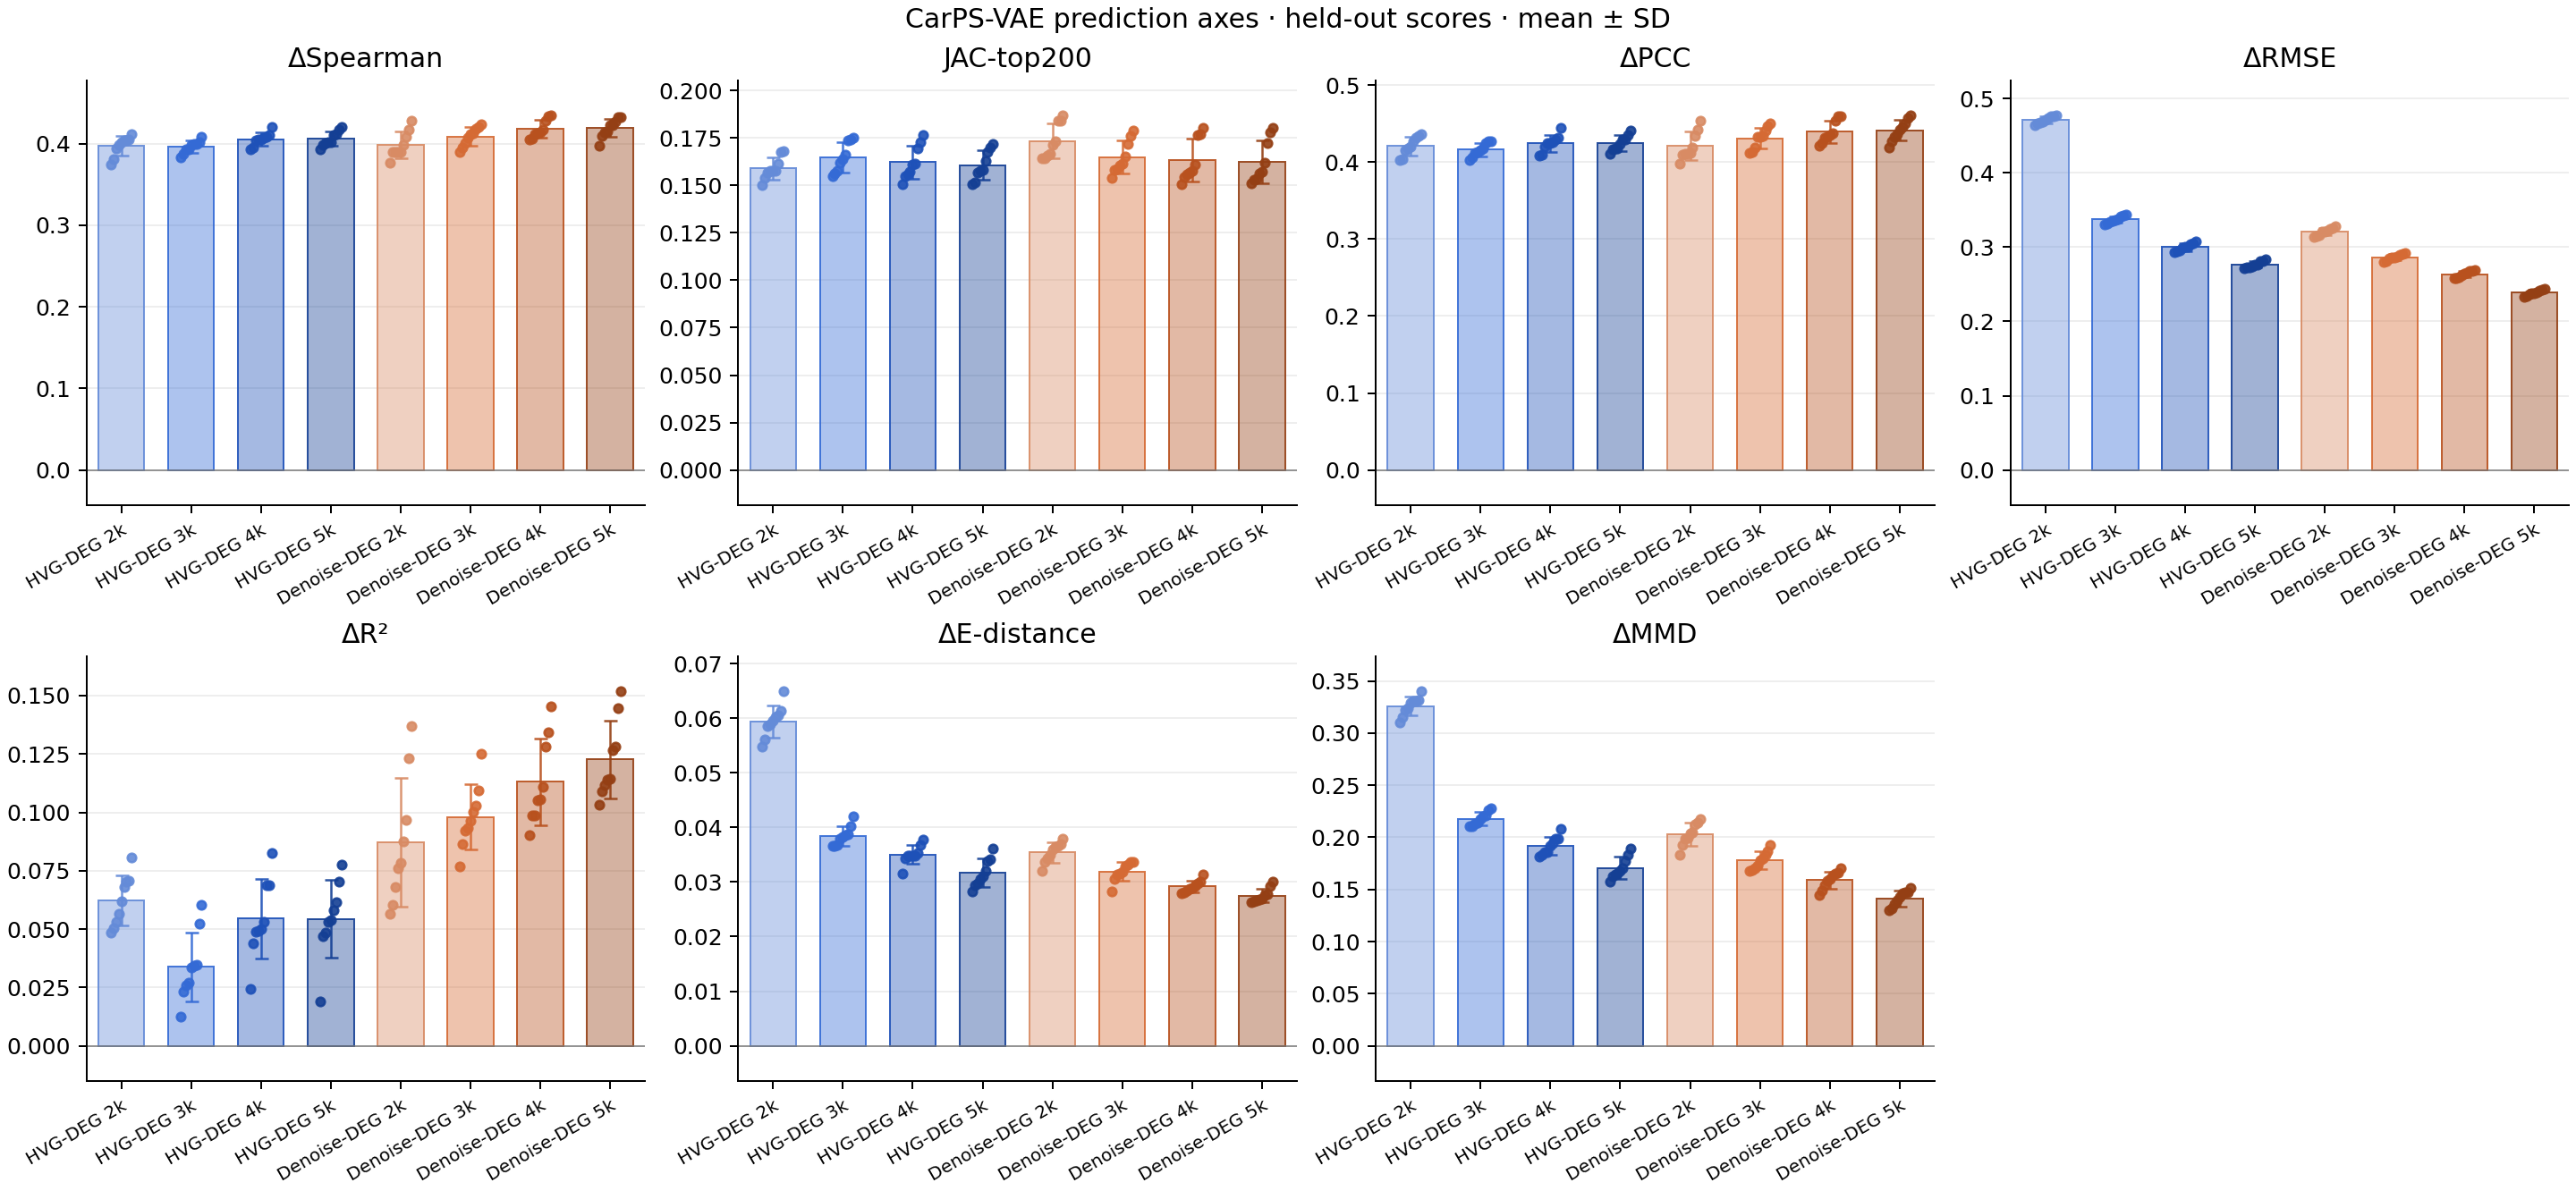 CarPS-VAE prediction axes · held-out scores · mean ± SD
ΔSpearman
0.4
0.3
0.2
0.1
0.0
HVG-DEG 2k
HVG-DEG 3k
HVG-DEG 4k
HVG-DEG 5k
Denoise-DEG 2k
Denoise-DEG 3k
Denoise-DEG 4k
Denoise-DEG 5k
JAC-top200
0.200
0.175
0.150
0.125
0.100
0.075
0.050
0.025
0.000
HVG-DEG 2k
HVG-DEG 3k
HVG-DEG 4k
HVG-DEG 5k
Denoise-DEG 2k
Denoise-DEG 3k
Denoise-DEG 4k
Denoise-DEG 5k
ΔPCC
0.5
0.4
0.3
0.2
0.1
0.0
HVG-DEG 2k
HVG-DEG 3k
HVG-DEG 4k
HVG-DEG 5k
Denoise-DEG 2k
Denoise-DEG 3k
Denoise-DEG 4k
Denoise-DEG 5k
ΔRMSE
0.5
0.4
0.3
0.2
0.1
0.0
HVG-DEG 2k
HVG-DEG 3k
HVG-DEG 4k
HVG-DEG 5k
Denoise-DEG 2k
Denoise-DEG 3k
Denoise-DEG 4k
Denoise-DEG 5k
ΔR²
0.150
0.125
0.100
0.075
0.050
0.025
0.000
HVG-DEG 2k
HVG-DEG 3k
HVG-DEG 4k
HVG-DEG 5k
Denoise-DEG 2k
Denoise-DEG 3k
Denoise-DEG 4k
Denoise-DEG 5k
ΔE-distance
0.07
0.06
0.05
0.04
0.03
0.02
0.01
0.00
HVG-DEG 2k
HVG-DEG 3k
HVG-DEG 4k
HVG-DEG 5k
Denoise-DEG 2k
Denoise-DEG 3k
Denoise-DEG 4k
Denoise-DEG 5k
ΔMMD
0.35
0.30
0.25
0.20
0.15
0.10
0.05
0.00
HVG-DEG 2k
HVG-DEG 3k
HVG-DEG 4k
HVG-DEG 5k
Denoise-DEG 2k
Denoise-DEG 3k
Denoise-DEG 4k
Denoise-DEG 5k